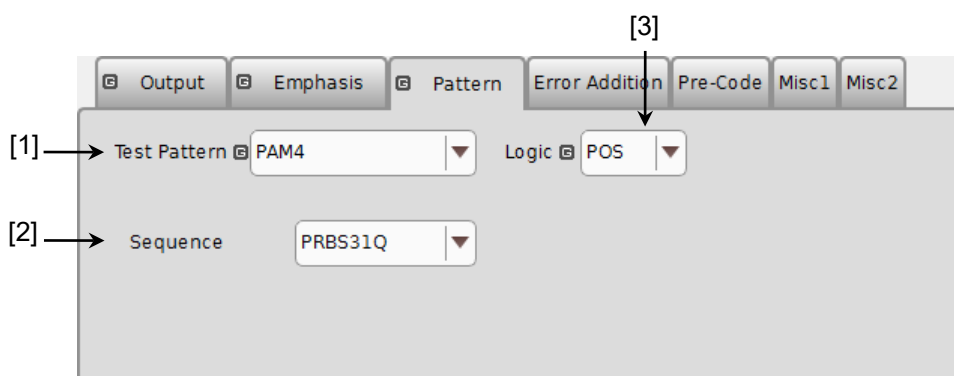 [3]
G Output G Emphasis G Pattern Error Addition Pre-Code Misc1 Misc2
[1] Test Pattern G PAM4 Logic G POS
[2] Sequence PRBS31Q